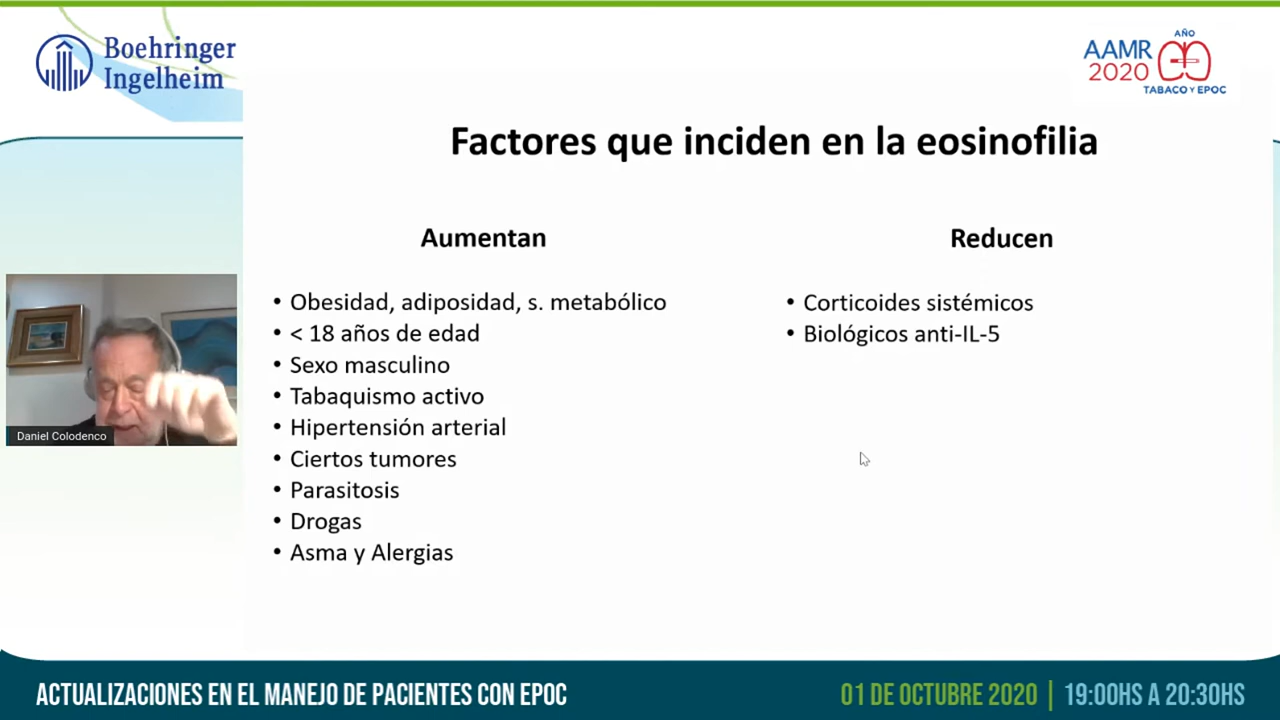 Boehringer
Ingelheim
AÑO
AAMR
2020
TABACO Y EPOC
Factores que inciden en la eosinofilia
Aumentan
• Obesidad, adiposidad, s. metabólico
• < 18 años de edad
• Sexo masculino
• Tabaquismo activo
• Hipertensión arterial
• Ciertos tumores
• Parasitosis
• Drogas
• Asma y Alergias
Reducen
• Corticoides sistémicos
• Biológicos anti-IL-5
Daniel Colodenco
ACTUALIZACIONES EN EL MANEJO DE PACIENTES CON EPOC
01 DE OCTUBRE 2020 | 19:00HS A 20:30HS